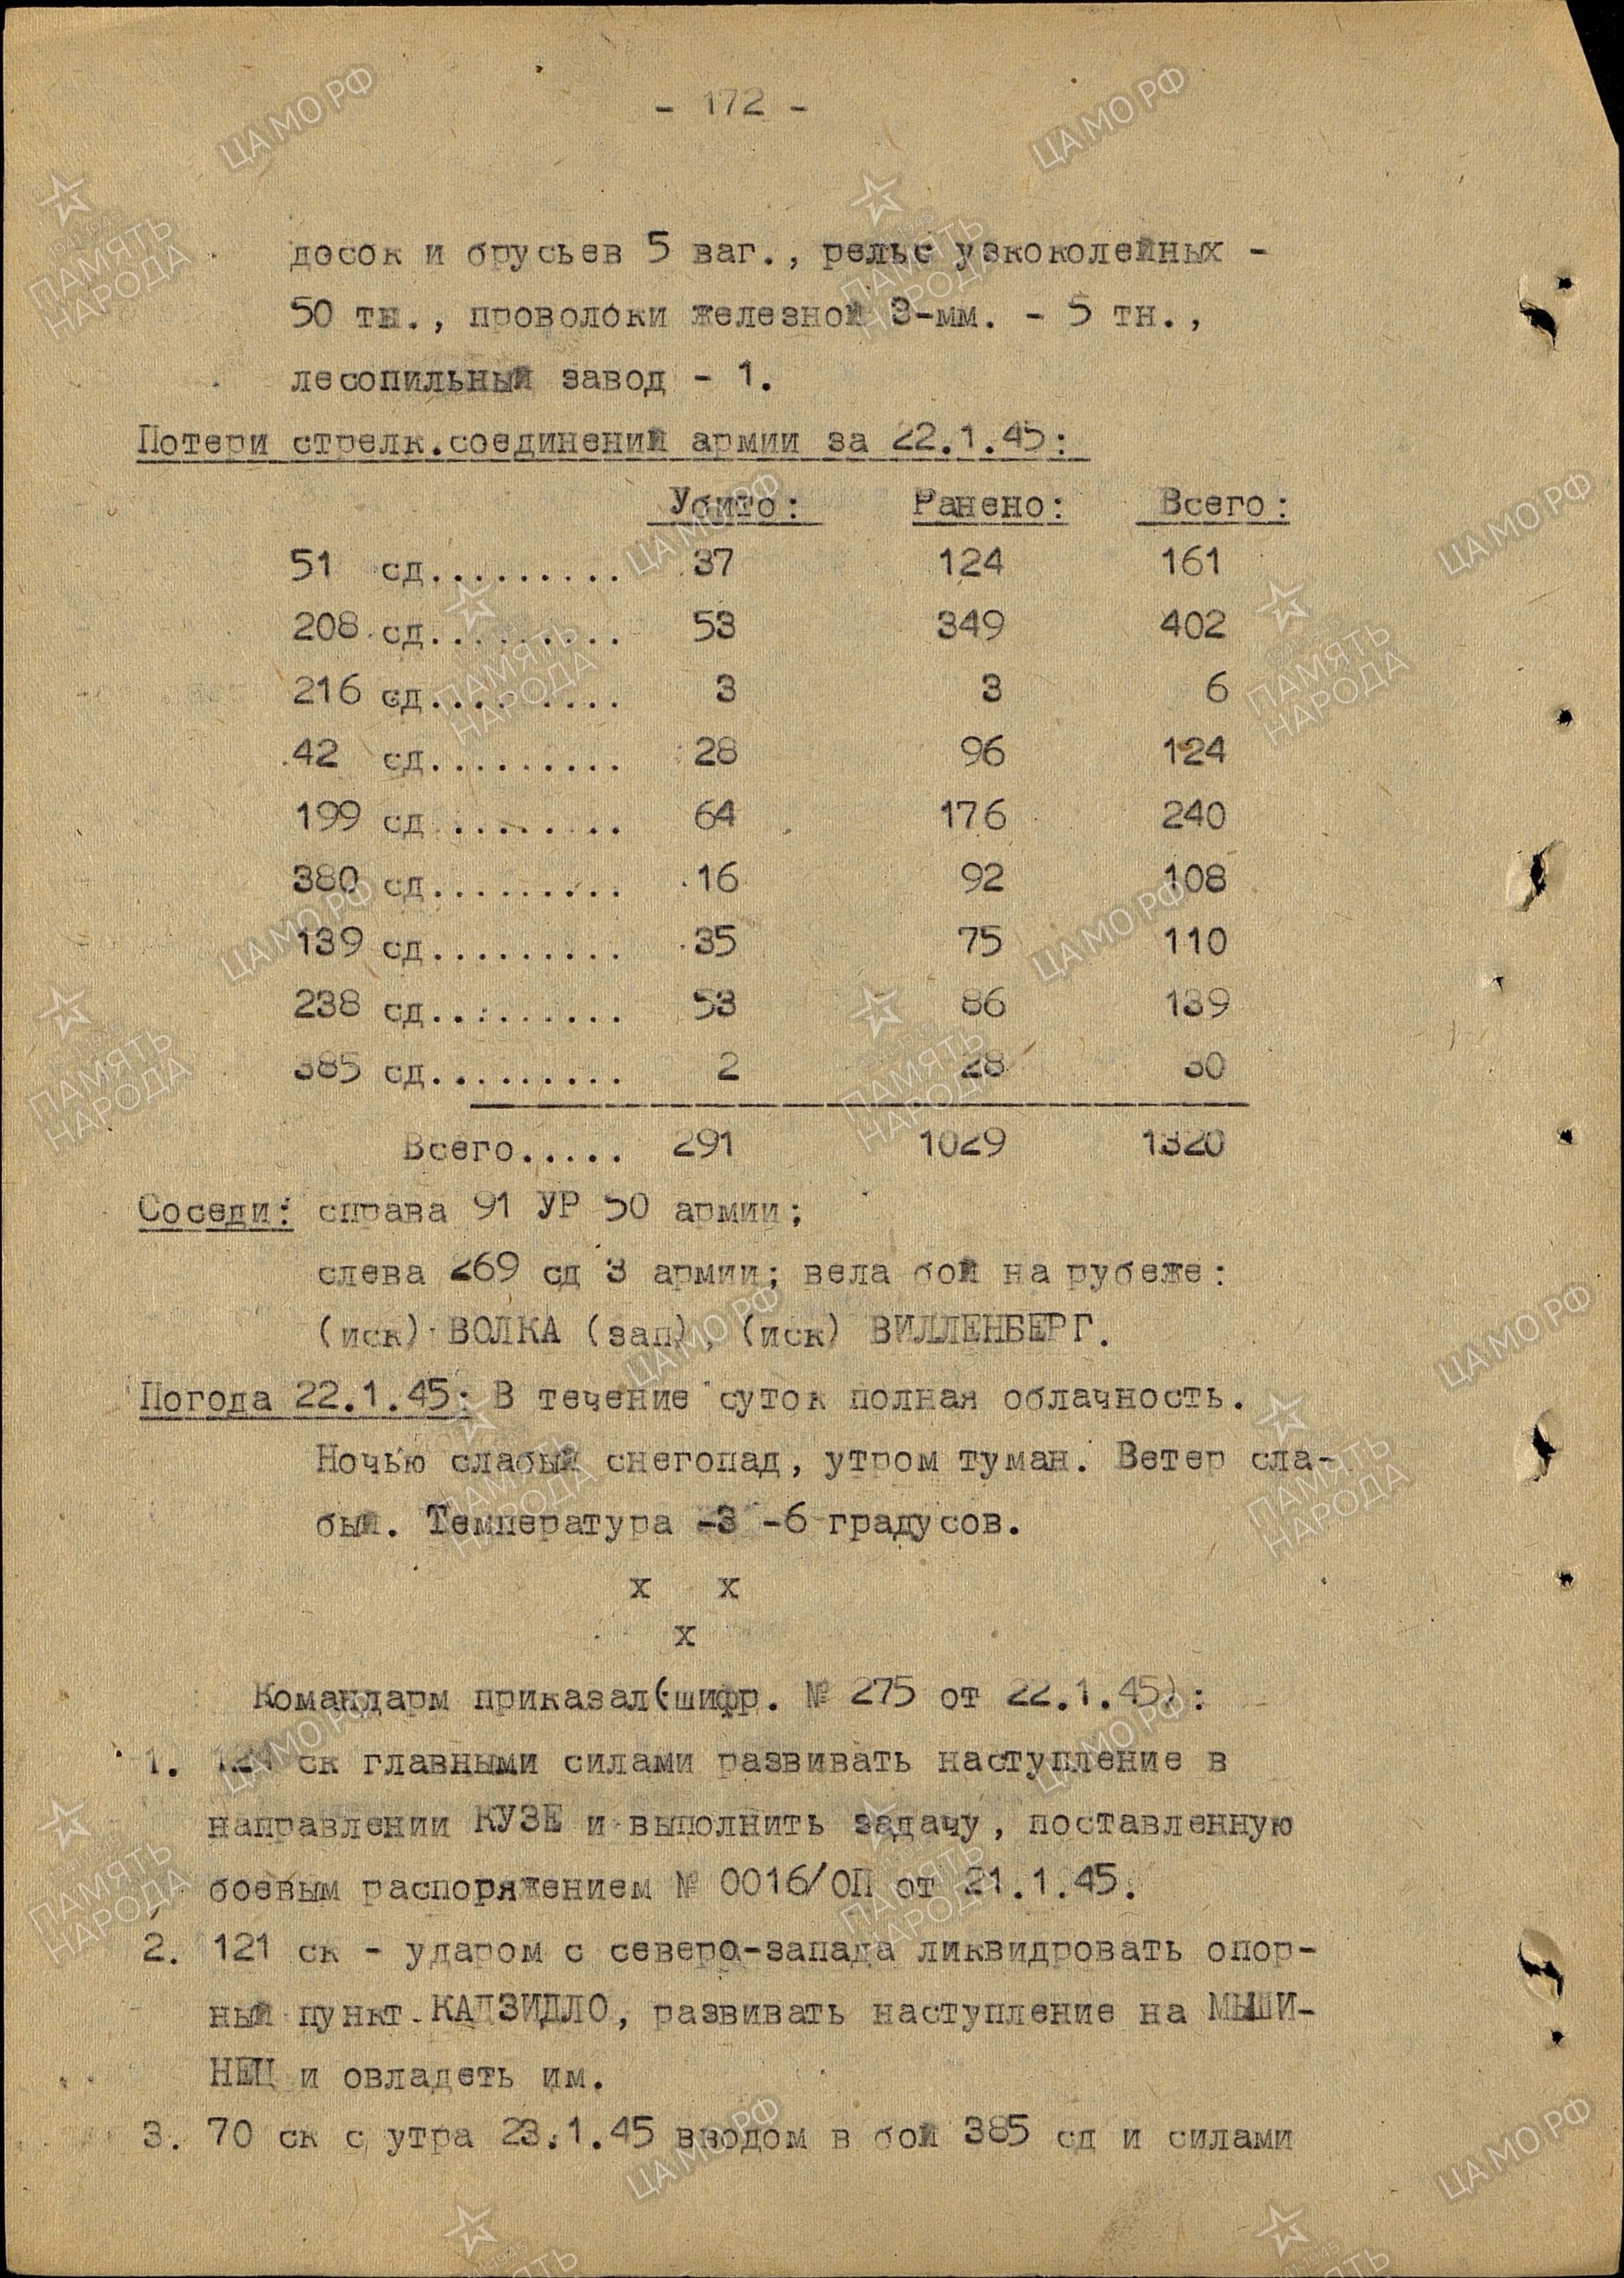 - 172 -
досок и брусьев 5 ваг., рельс узкоколейных -
50 тн., проволоки железной 3-мм. - 5 тн.,
лесопильный завод - 1.
Потери стрелк.соединений армии за 22.1.45:
Убито: Ранено: Всего:
51 сд......... 37 124 161
208 сд......... 53 349 402
216 сд......... 3 3 6
42 сд......... 28 96 124
199 сд ........ 64 176 240
380 сд......... 16 92 108
139 сд......... 35 75 110
238 сд......... 53 86 139
385 сд......... 2 28 30
Всего..... 291 1029 1320
Соседи: справа 91 УР 50 армии;
слева 269 сд 3 армии; вела бой на рубеже:
(иск) ВОЛКА (зап), (иск) ВИЛЛЕНБЕРГ.
Погода 22.1.45: В течение суток полная облачность.
Ночью слабый снегопад, утром туман. Ветер сла-
бый. Температура -3 -6 градусов.
х х
х
Командарм приказал(шифр. № 275 от 22.1.45):
1. ск главными силами развивать наступление в
направлении КУЗЕ и выполнить задачу, поставленную
боевым распоряжением № 0016/ОП от 21.1.45.
2. 121 ск - ударом с северо-запада ликвидровать опор-
ный пункт КАДЗИДЛО, развивать наступление на МЫШИ-
НЕЦ и овладеть им.
3. 70 ск с утра 23.1.45 вводом в бой 385 сд и силами
ЦАМО РФ
ПАМЯТЬ
НАРОДА